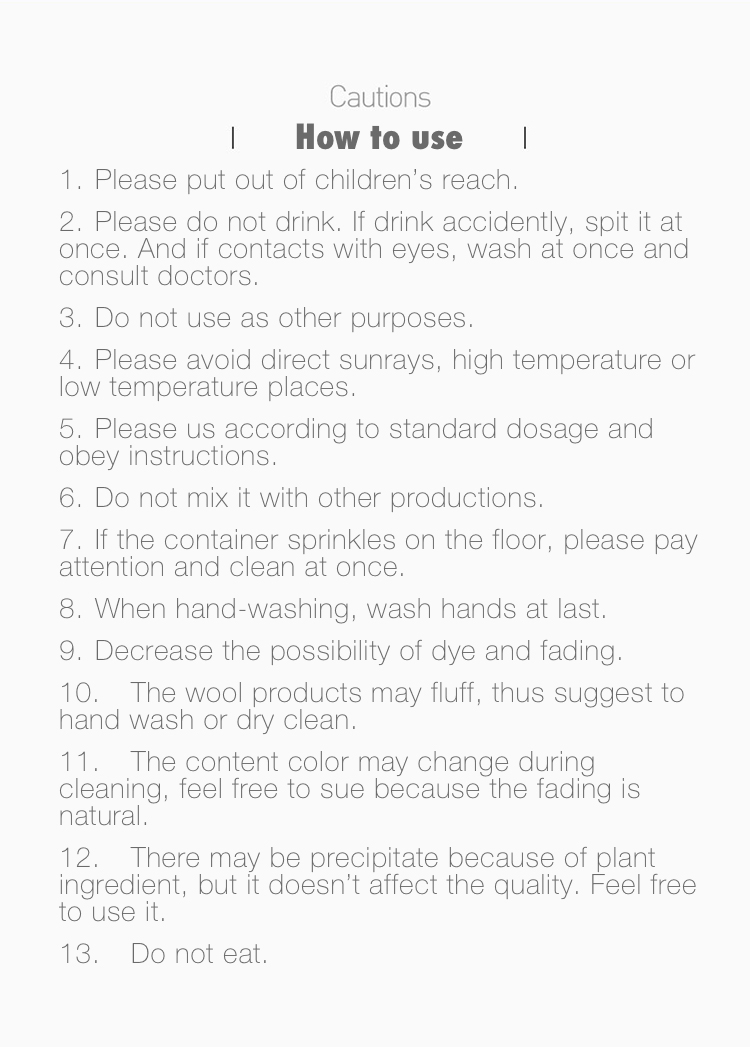 Cautions
How to use
1. Please put out of children’s reach.
2. Please do not drink. If drink accidently, spit it at
once. And if contacts with eyes, wash at once and
consult doctors.
3. Do not use as other purposes.
4. Please avoid direct sunrays, high temperature or
low temperature places.
5. Please us according to standard dosage and
obey instructions.
6. Do not mix it with other productions.
7. If the container sprinkles on the floor, please pay
attention and clean at once.
8. When hand-washing, wash hands at last.
9. Decrease the possibility of dye and fading.
10. The wool products may fluff, thus suggest to
hand wash or dry clean.
11. The content color may change during
cleaning, feel free to sue because the fading is
natural.
12. There may be precipitate because of plant
ingredient, but it doesn’t affect the quality. Feel free
to use it.
13. Do not eat.